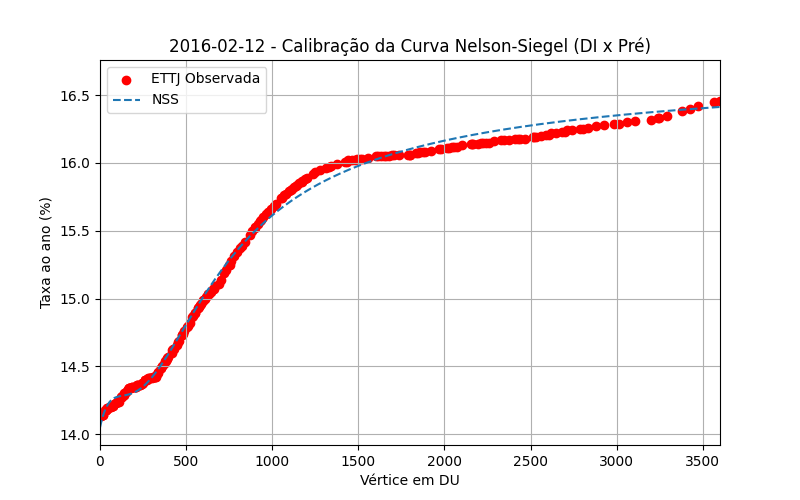 2016-02-12 - Calibração da Curva Nelson-Siegel (DI x Pré)
ETTJ Observada
NSS
Taxa ao ano (%)
16.5
16.0
15.5
15.0
14.5
14.0
0 500 1000 1500 2000 2500 3000 3500
Vértice em DU